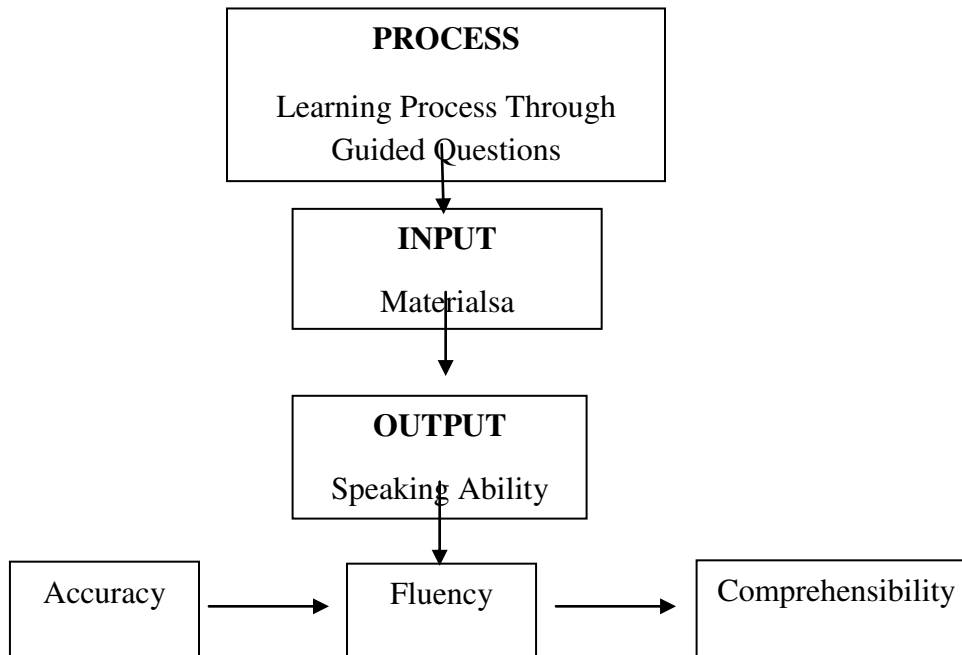 PROCESS
Learning Process Through
Guided Questions
INPUT
Materialsa
OUTPUT
Speaking Ability
Accuracy
Fluency
Comprehensibility